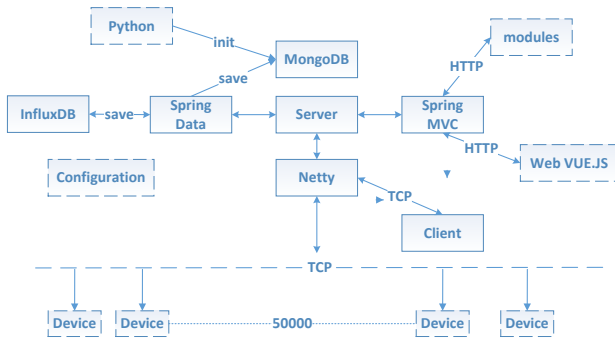 Python
modules
init
MongoDB
HTTP
save
InfluxDB
save
Spring
Data
Server
Spring
MVC
HTTP
Web VUE.JS
Configuration
Netty
TCP
Client
TCP
Device
Device
50000
Device
Device